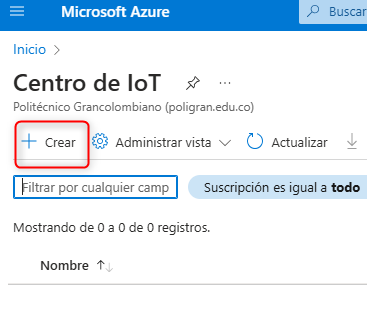 Microsoft Azure
Buscar
Inicio
Centro de IoT
Politécnico Grancolombiano (poligran.edu.co)
Crear Administrar vista Actualizar
Filtrar por cualquier camp Suscripción es igual a todo
Mostrando de 0 a 0 de 0 registros.
Nombre